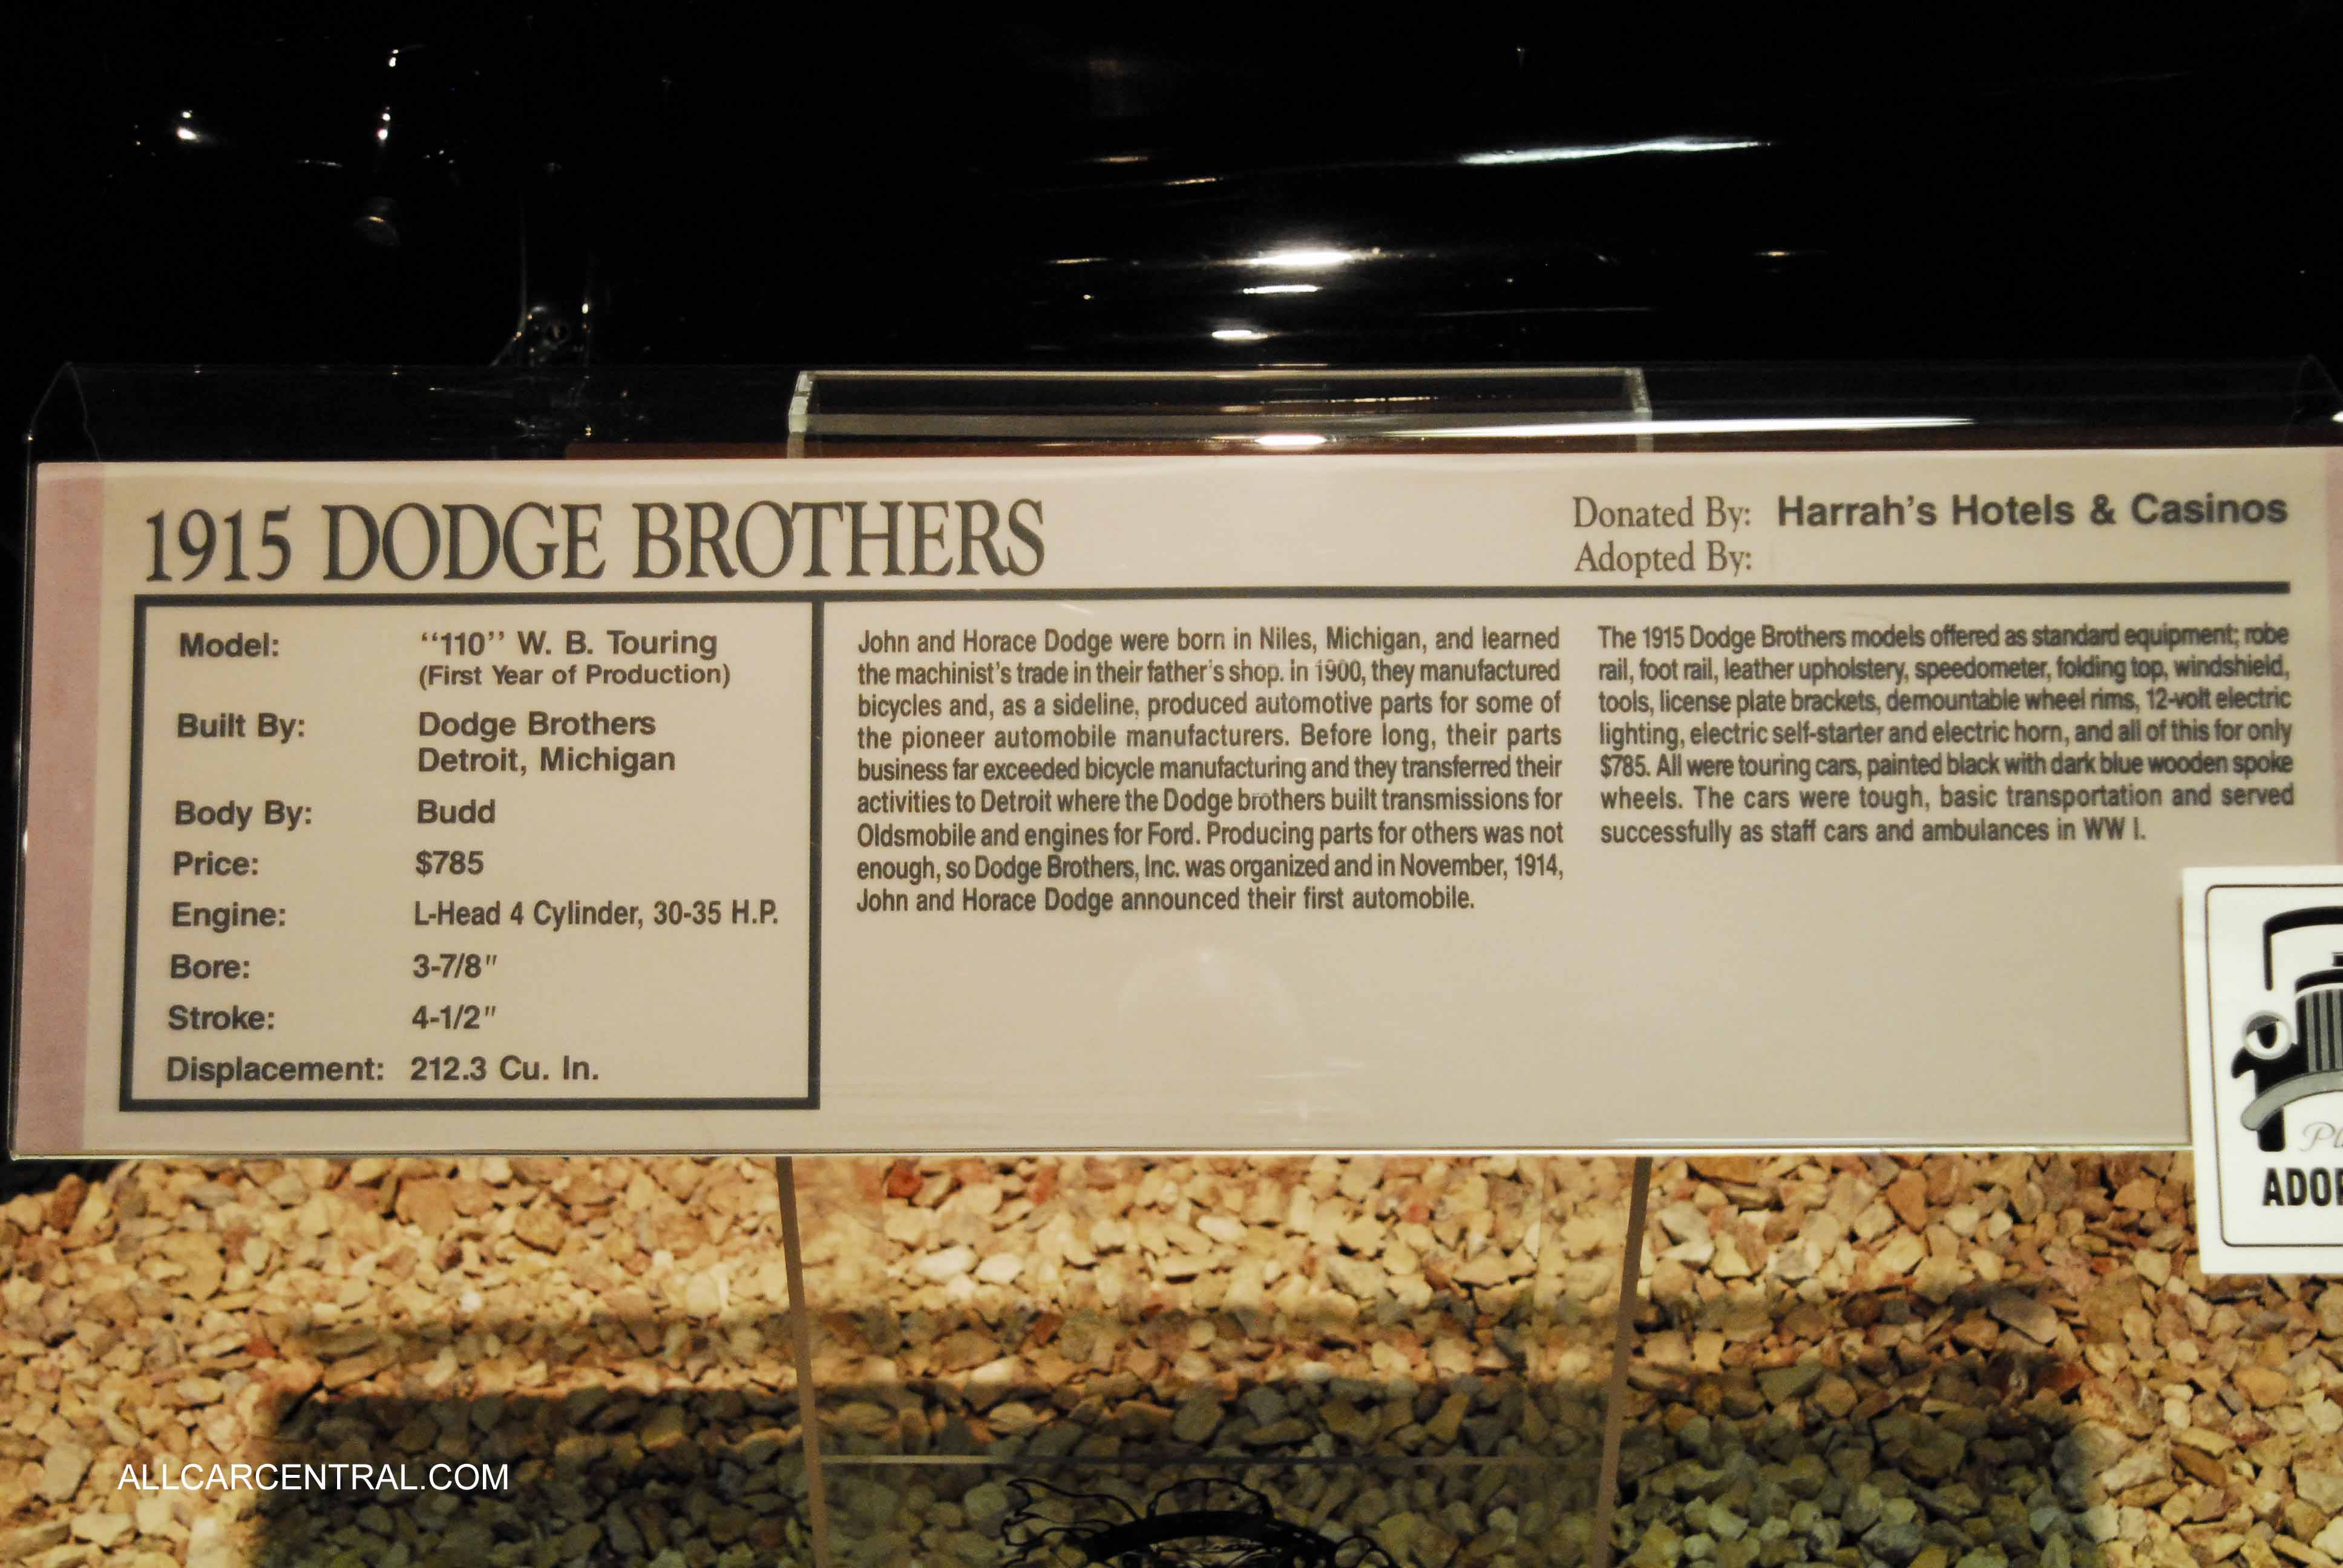 1915 DODGE BROTHERS
Donated By: Harrah's Hotels & Casinos
Adopted By:
Model: "110" W. B. Touring
(First Year of Production)
Built By: Dodge Brothers
Detroit, Michigan
Body By: Budd
Price: $785
Engine: L-Head 4 Cylinder, 30-35 H.P.
Bore: 3-7/8"
Stroke: 4-1/2"
Displacement: 212.3 Cu. In.
John and Horace Dodge were born in Niles, Michigan, and learned
the machinist's trade in their father's shop. In 1900, they manufactured
bicycles and, as a sideline, produced automotive parts for some of
the pioneer automobile manufacturers. Before long, their parts
business far exceeded bicycle manufacturing and they transferred their
activities to Detroit where the Dodge brothers built transmissions for
Oldsmobile and engines for Ford. Producing parts for others was not
enough, so Dodge Brothers, Inc. was organized and in November, 1914,
John and Horace Dodge announced their first automobile.
The 1915 Dodge Brothers models offered as standard equipment; robe
rail, foot rail, leather upholstery, speedometer, folding top, windshield,
tools, license plate brackets, demountable wheel rims, 12-volt electric
lighting, electric self-starter and electric horn, and all of this for only
$785. All were touring cars, painted black with dark blue wooden spoke
wheels. The cars were tough, basic transportation and served
successfully as staff cars and ambulances in WW I.
ALLCARCENTRAL.COM